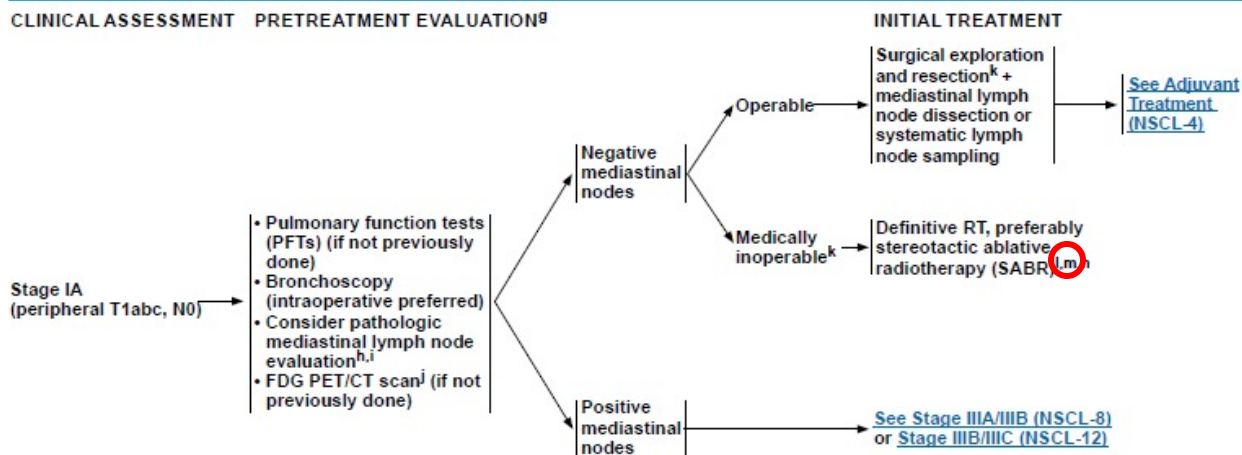 CLINICAL ASSESSMENT PRETREATMENT EVALUATIONg INITIAL TREATMENT
Stage IA
(peripheral T1abc, N0)
• Pulmonary function tests
(PFTs) (if not previously
done)
• Bronchoscopy
(intraoperative preferred)
• Consider pathologic
mediastinal lymph node
evaluationh,i
• FDG PET/CT scanj (if not
previously done)
Negative
mediastinal
nodes
Operable
Surgical exploration
and resectionk +
mediastinal lymph
node dissection or
systematic lymph
node sampling
See Adjuvant
Treatment
(NSCL-4)
Medically
inoperablek
Definitive RT, preferably
stereotactic ablative
radiotherapy (SABR)l,m,n
Positive
mediastinal
nodes
See Stage IIIA/IIIB (NSCL-8)
or Stage IIIB/IIIC (NSCL-12)